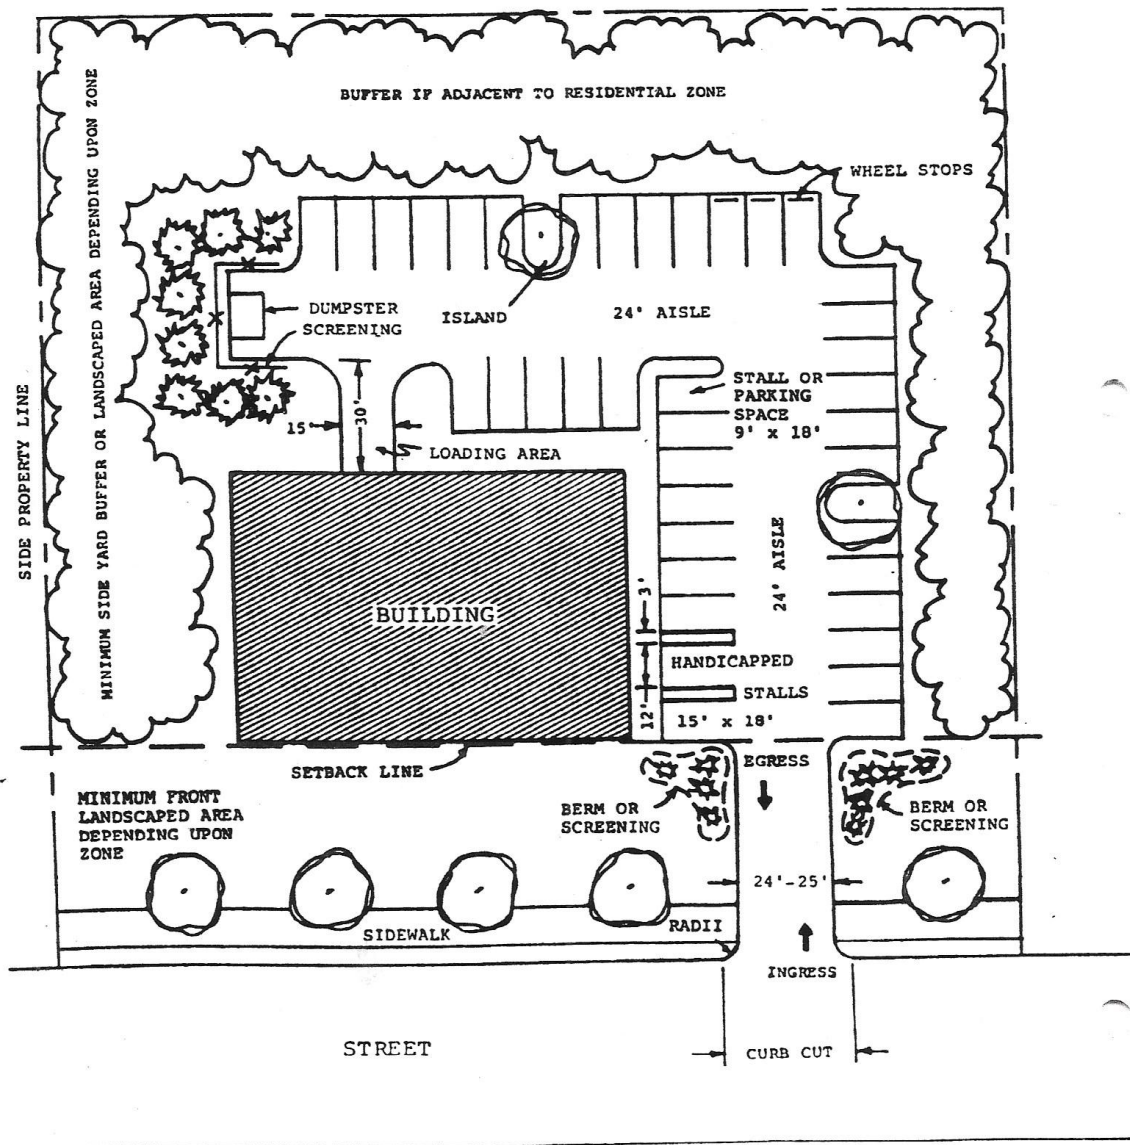 BUFFER IF ADJACENT TO RESIDENTIAL ZONE
WHEEL STOPS
MINIMUM SIDE YARD BUFFER OR LANDSCAPED AREA DEPENDING UPON ZONE
SIDE PROPERTY LINE
DUMPSTER
SCREENING
ISLAND
24' AISLE
STALL OR
PARKING
SPACE
9' x 18'
30'
15'
LOADING AREA
24' AISLE
BUILDING
3'
HANDICAPPED
STALLS
12'
15' x 18'
SETBACK LINE
EGRESS
MINIMUM FRONT
LANDSCAPED AREA
DEPENDING UPON
ZONE
BERM OR
SCREENING
BERM OR
SCREENING
24'-25'
SIDEWALK
RADII
INGRESS
STREET
CURB CUT